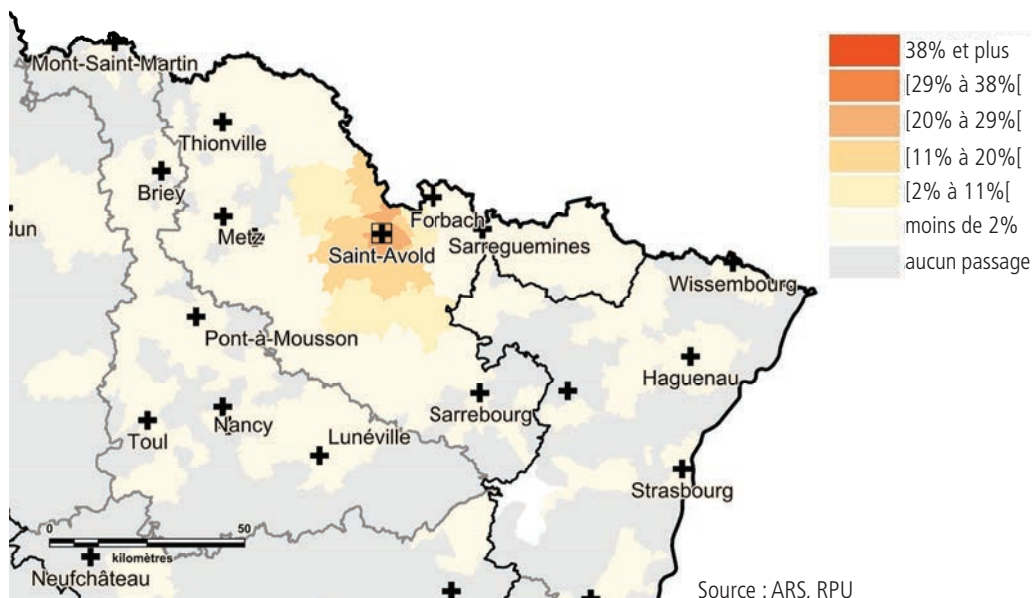 Mont-Saint-Martin
38% et plus
[29% à 38%[
[20% à 29%[
[11% à 20%[
[2% à 11%[
moins de 2%
aucun passage
Thionville
Briey
Forbach
dun
Metz
Saint-Avold
Sarreguemines
Wissembourg
Pont-à-Mousson
Haguenau
Sarrebourg
Toul
Nancy
Lunéville
Strasbourg
0 50
kilomètres
Neufchâteau
Source : ARS, RPU